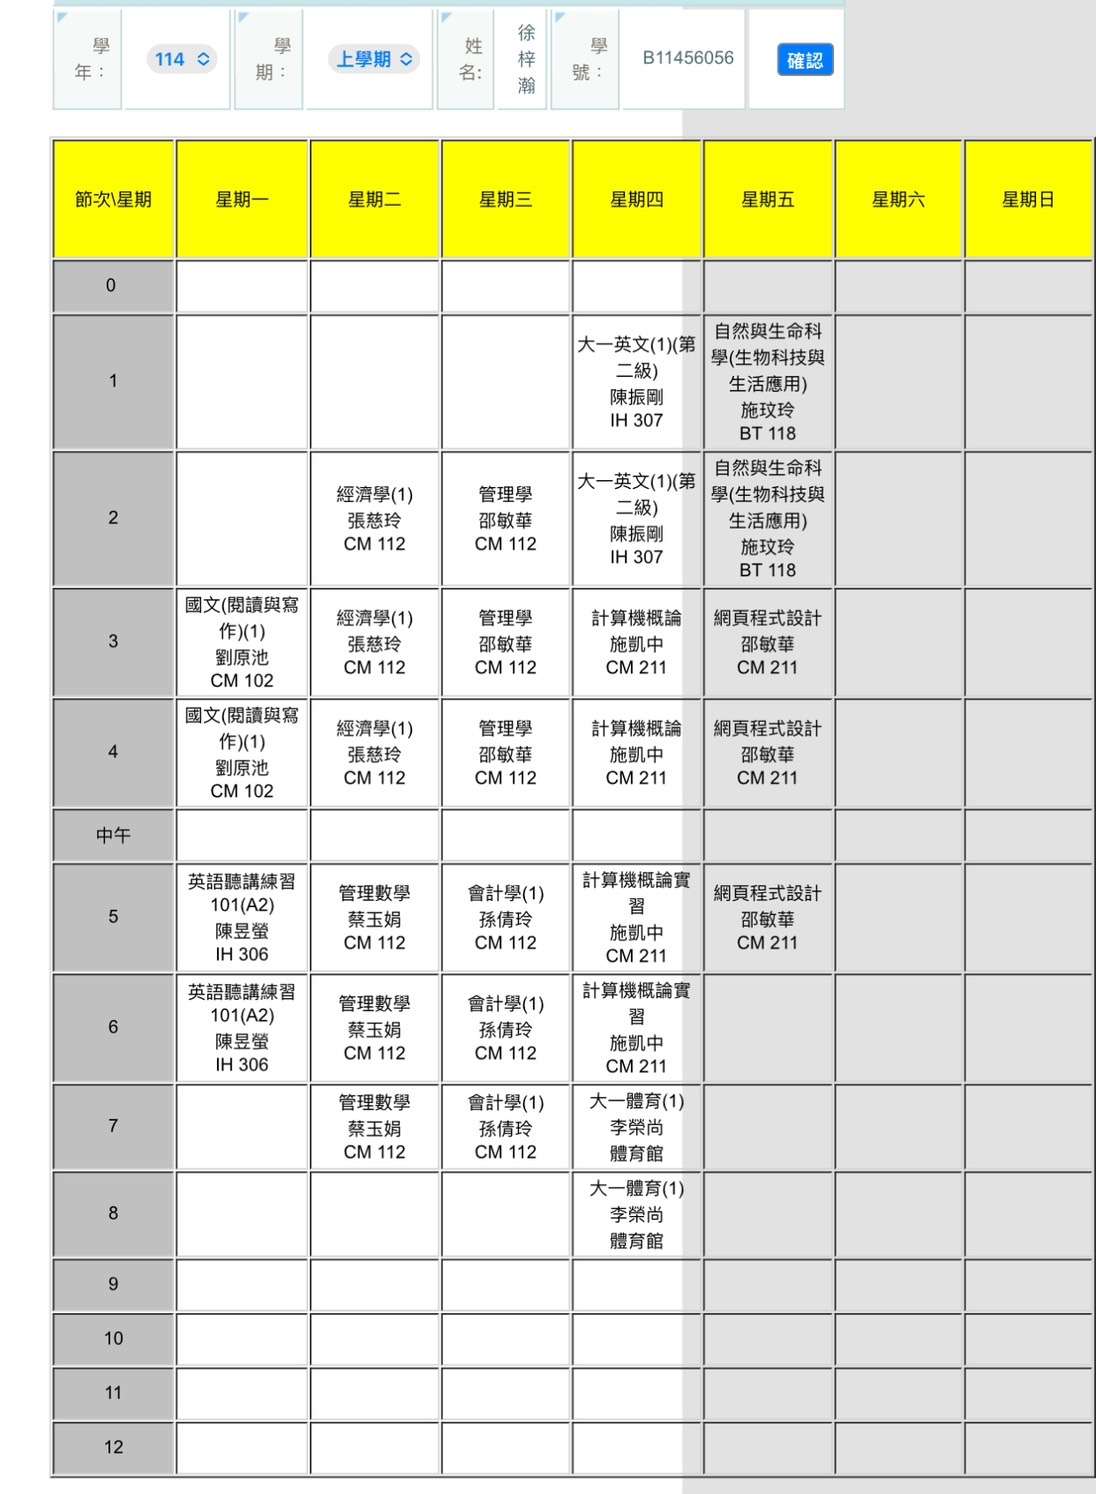 學年：
114
學期：
上學期
姓名:
徐梓瀚
學號：
B11456056
確認
節次\星期 星期一 星期二 星期三 星期四 星期五 星期六 星期日
0
1
大一英文(1)(第
二級)
陳振剛
IH 307
自然與生命科
學(生物科技與
生活應用)
施玟玲
BT 118
2
經濟學(1)
張慈玲
CM 112
管理學
邵敏華
CM 112
大一英文(1)(第
二級)
陳振剛
IH 307
自然與生命科
學(生物科技與
生活應用)
施玟玲
BT 118
3
國文(閱讀與寫
作)(1)
劉原池
CM 102
經濟學(1)
張慈玲
CM 112
管理學
邵敏華
CM 112
計算機概論
施凱中
CM 211
網頁程式設計
邵敏華
CM 211
4
國文(閱讀與寫
作)(1)
劉原池
CM 102
經濟學(1)
張慈玲
CM 112
管理學
邵敏華
CM 112
計算機概論
施凱中
CM 211
網頁程式設計
邵敏華
CM 211
中午
5
英語聽講練習
101(A2)
陳昱螢
IH 306
管理數學
蔡玉娟
CM 112
會計學(1)
孫倩玲
CM 112
計算機概論實
習
施凱中
CM 211
網頁程式設計
邵敏華
CM 211
6
英語聽講練習
101(A2)
陳昱螢
IH 306
管理數學
蔡玉娟
CM 112
會計學(1)
孫倩玲
CM 112
計算機概論實
習
施凱中
CM 211
7
管理數學
蔡玉娟
CM 112
會計學(1)
孫倩玲
CM 112
大一體育(1)
李榮尚
體育館
8
大一體育(1)
李榮尚
體育館
9
10
11
12